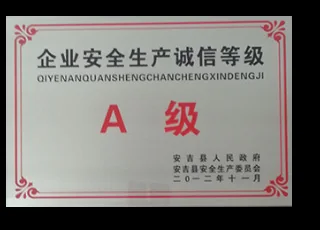 企业安全生产诚信等级
QIYENANQUANSHENGCHANCHENGXINDENGJI
A 级
安吉县人民政府
安吉县安全生产委员会
二〇一二年十一月